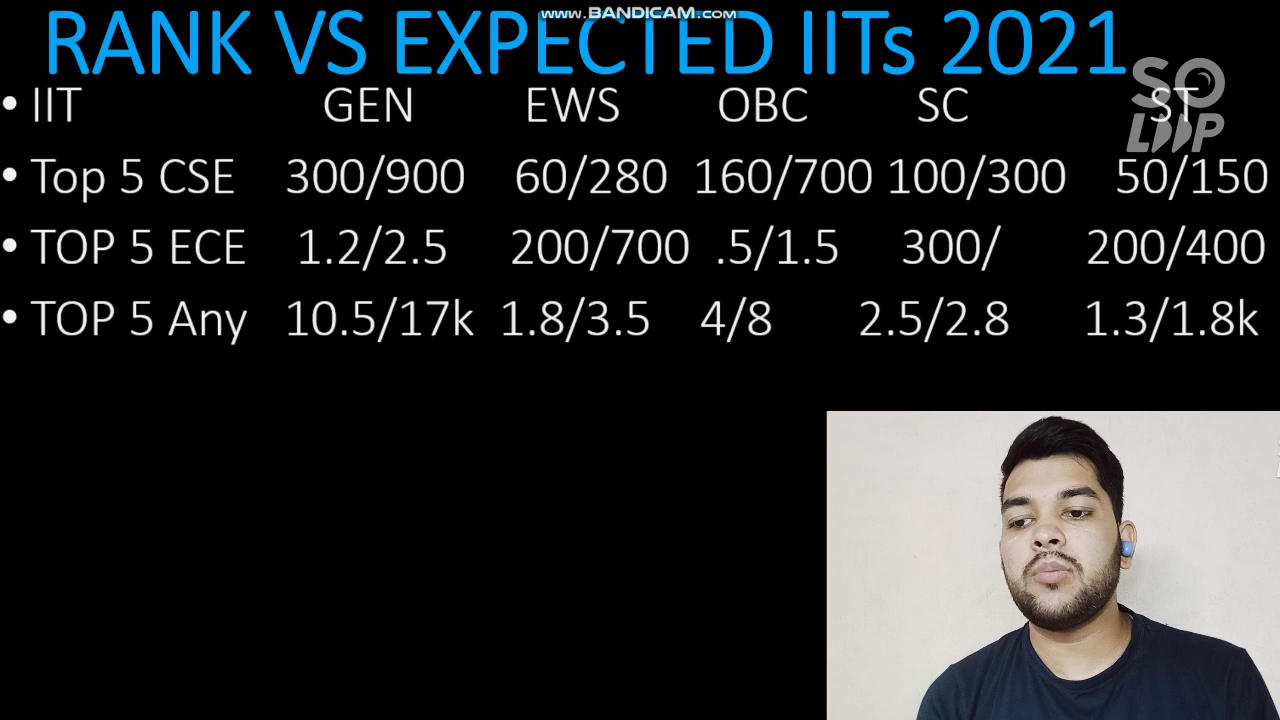 www.BANDICAM.com
RANK VS EXPECTED IITs 2021
SO
LOOP
• IIT GEN EWS OBC SC ST
• Top 5 CSE 300/900 60/280 160/700 100/300 50/150
• TOP 5 ECE 1.2/2.5 200/700 .5/1.5 300/ 200/400
• TOP 5 Any 10.5/17k 1.8/3.5 4/8 2.5/2.8 1.3/1.8k